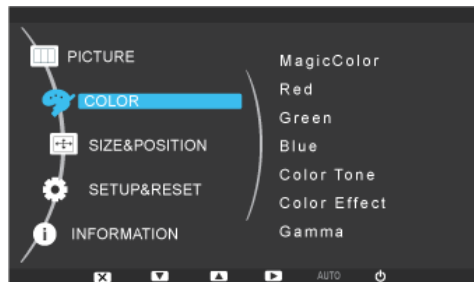 PICTURE
COLOR
SIZE&POSITION
SETUP&RESET
INFORMATION
MagicColor
Red
Green
Blue
Color Tone
Color Effect
Gamma
AUTO